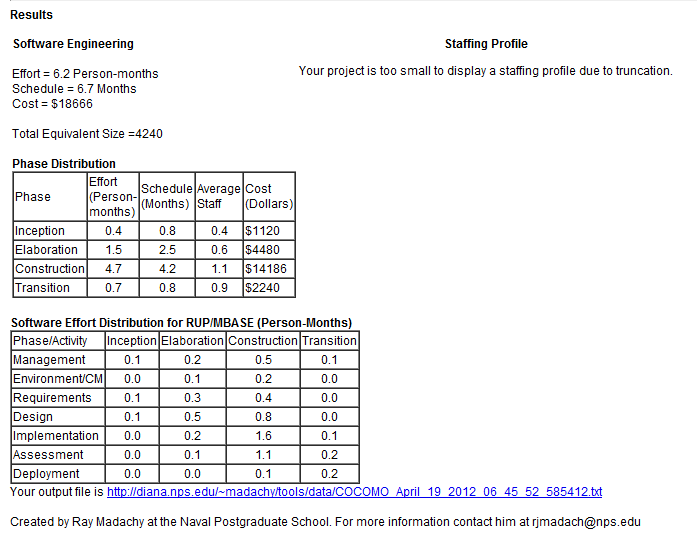 Results
Software Engineering
Staffing Profile
Effort = 6.2 Person-months
Schedule = 6.7 Months
Cost = $18666
Your project is too small to display a staffing profile due to truncation.
Total Equivalent Size =4240
Phase Distribution
Phase Effort (Person-months) Schedule (Months) Average Staff Cost (Dollars)
Inception 0.4 0.8 0.4 $1120
Elaboration 1.5 2.5 0.6 $4480
Construction 4.7 4.2 1.1 $14186
Transition 0.7 0.8 0.9 $2240
Software Effort Distribution for RUP/MBASE (Person-Months)
Phase/Activity Inception Elaboration Construction Transition
Management 0.1 0.2 0.5 0.1
Environment/CM 0.0 0.1 0.2 0.0
Requirements 0.1 0.3 0.4 0.0
Design 0.1 0.5 0.8 0.0
Implementation 0.0 0.2 1.6 0.1
Assessment 0.0 0.1 1.1 0.2
Deployment 0.0 0.0 0.1 0.2
Your output file is http://diana.nps.edu/~madachy/tools/data/COCOMO_April_19_2012_06_45_52_585412.txt
Created by Ray Madachy at the Naval Postgraduate School. For more information contact him at rjmadach@nps.edu